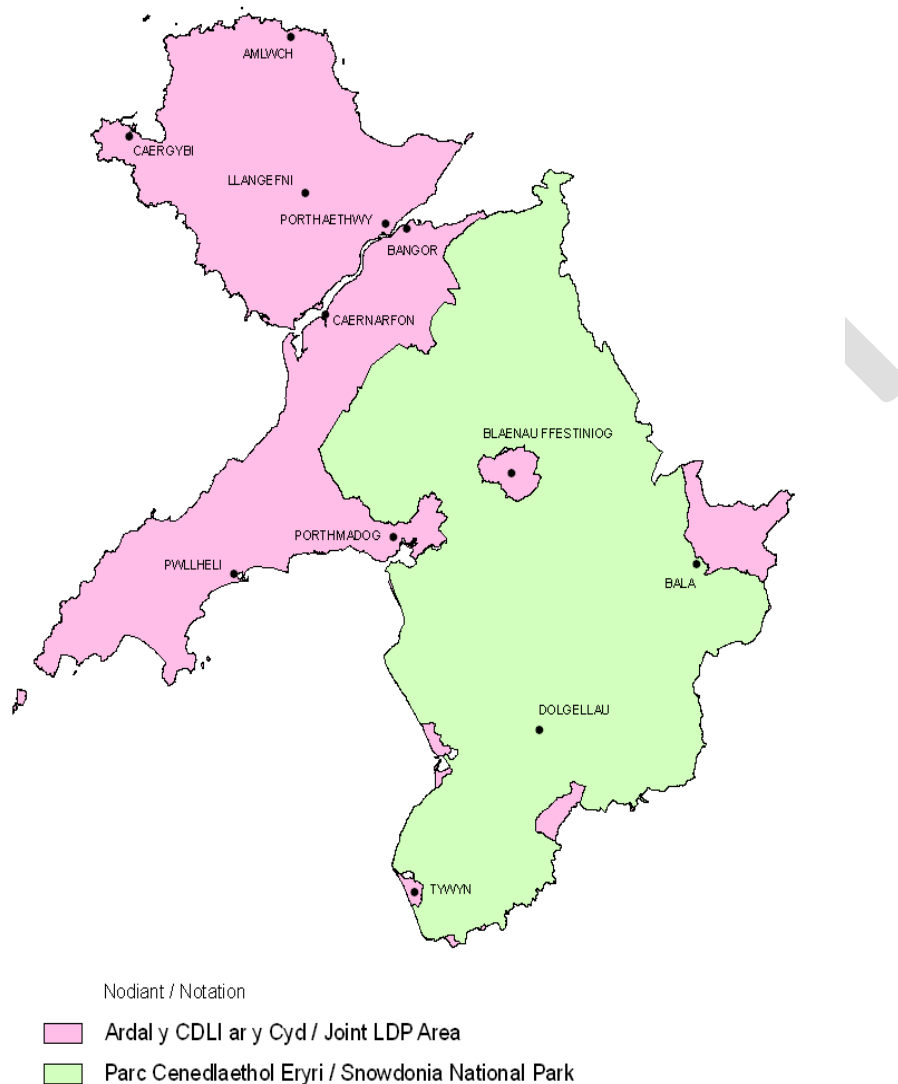 AMLWCH
CAERGYBI
LLANGEFNI
PORTHAETHWY
BANGOR
CAERNARFON
BLAENAU FFESTINIOG
PORTHMADOG
PWLLHELI
BALA
DOLGELLAU
TYWYN
Nodiant / Notation
Ardal y CDLl ar y Cyd / Joint LDP Area
Parc Cenedlaethol Eryri / Snowdonia National Park